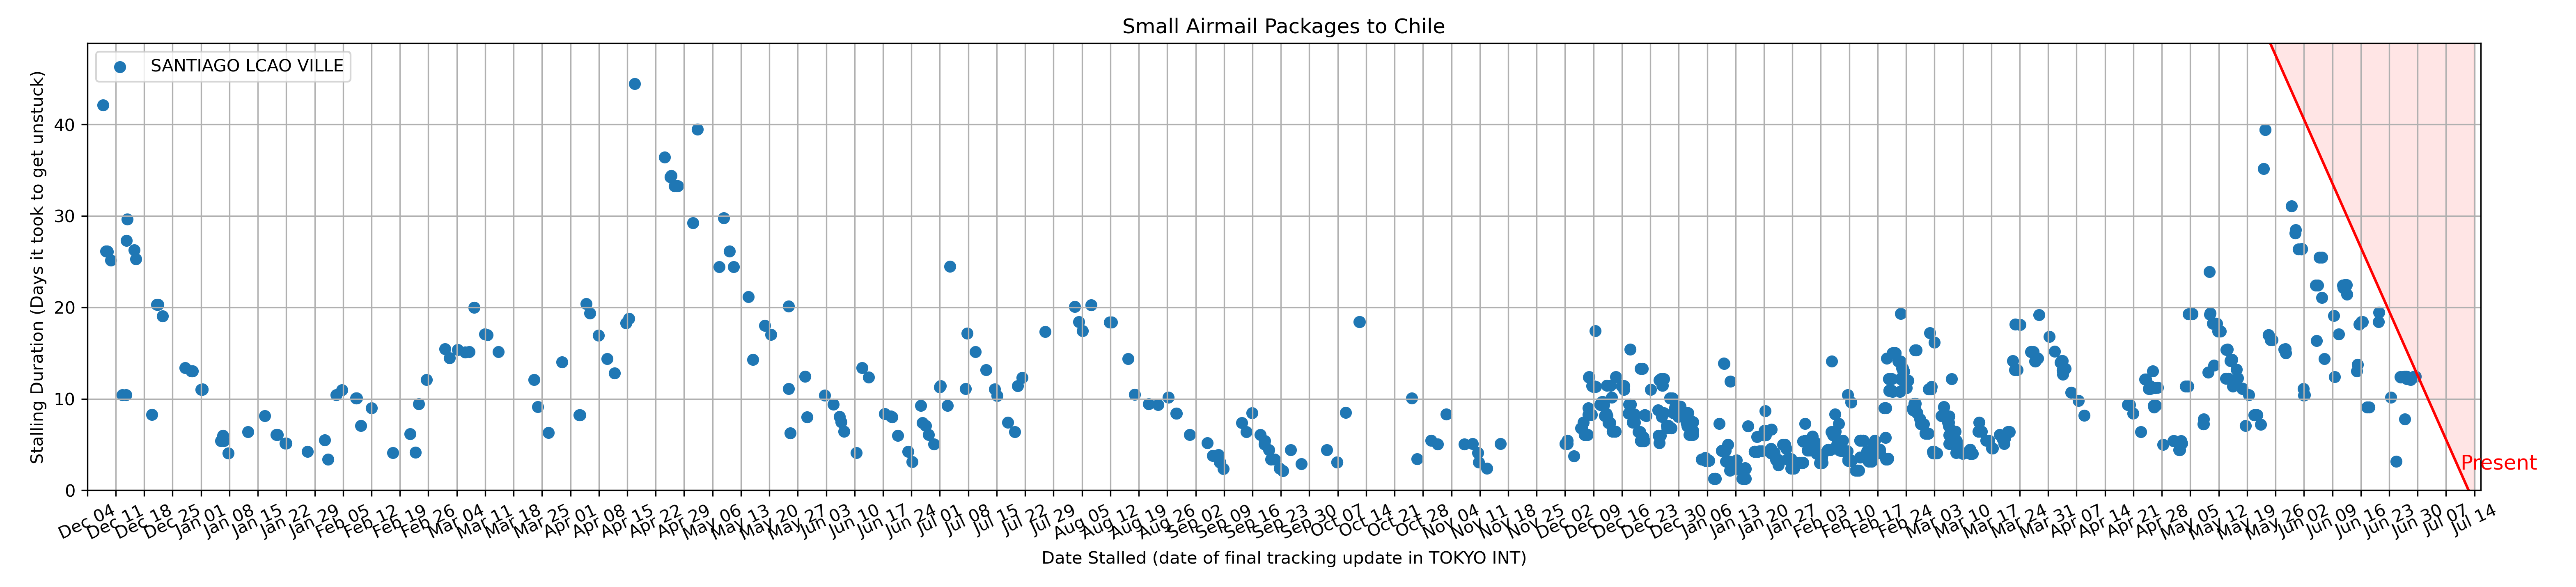 Small Airmail Packages to Chile
SANTIAGO LCAO VILLE
Stalling Duration (Days it took to get unstuck)
40
30
20
10
0
Present
Dec 04 Dec 11 Dec 18 Dec 25 Jan 01 Jan 08 Jan 15 Jan 22 Jan 29 Feb 05 Feb 12 Feb 19 Feb 26 Mar 04 Mar 11 Mar 18 Mar 25 Apr 01 Apr 08 Apr 15 Apr 22 Apr 29 May 06 May 13 May 20 May 27 Jun 03 Jun 10 Jun 17 Jun 24 Jul 01 Jul 08 Jul 15 Jul 22 Jul 29 Aug 05 Aug 12 Aug 19 Aug 26 Sep 02 Sep 09 Sep 16 Sep 23 Sep 30 Oct 07 Oct 14 Oct 21 Oct 28 Nov 04 Nov 11 Nov 18 Nov 25 Dec 02 Dec 09 Dec 16 Dec 23 Dec 30 Jan 06 Jan 13 Jan 20 Jan 27 Feb 03 Feb 10 Feb 17 Feb 24 Mar 03 Mar 10 Mar 17 Mar 24 Mar 31 Apr 07 Apr 14 Apr 21 Apr 28 May 05 May 12 May 19 May 26 Jun 02 Jun 09 Jun 16 Jun 23 Jun 30 Jul 07 Jul 14
Date Stalled (date of final tracking update in TOKYO INT)